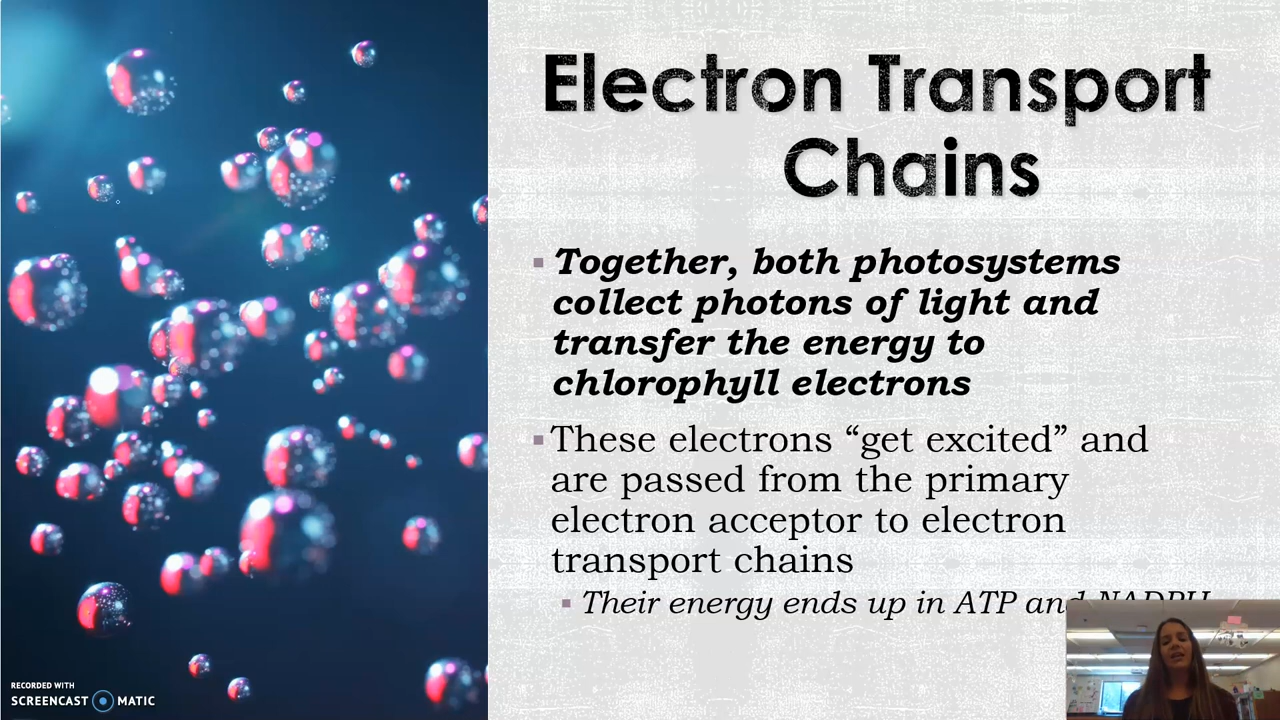 Electron Transport
Chains
Together, both photosystems
collect photons of light and
transfer the energy to
chlorophyll electrons
These electrons “get excited” and
are passed from the primary
electron acceptor to electron
transport chains
Their energy ends up in ATP and NADPH
RECORDED WITH
SCREENCAST MATIC